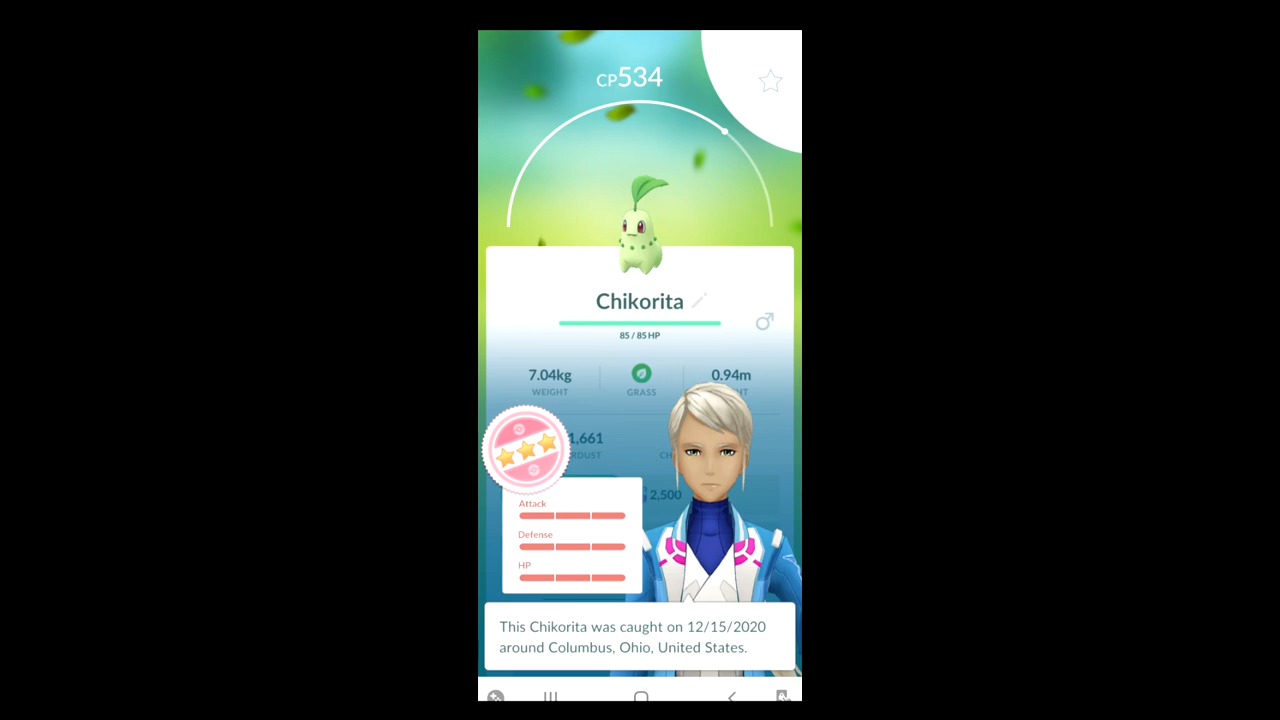 CP534
Chikorita
85 / 85 HP
7.04kg
GRASS
0.94m
WEIGHT
1,661
2,500
Attack
Defense
HP
This Chikorita was caught on 12/15/2020
around Columbus, Ohio, United States.